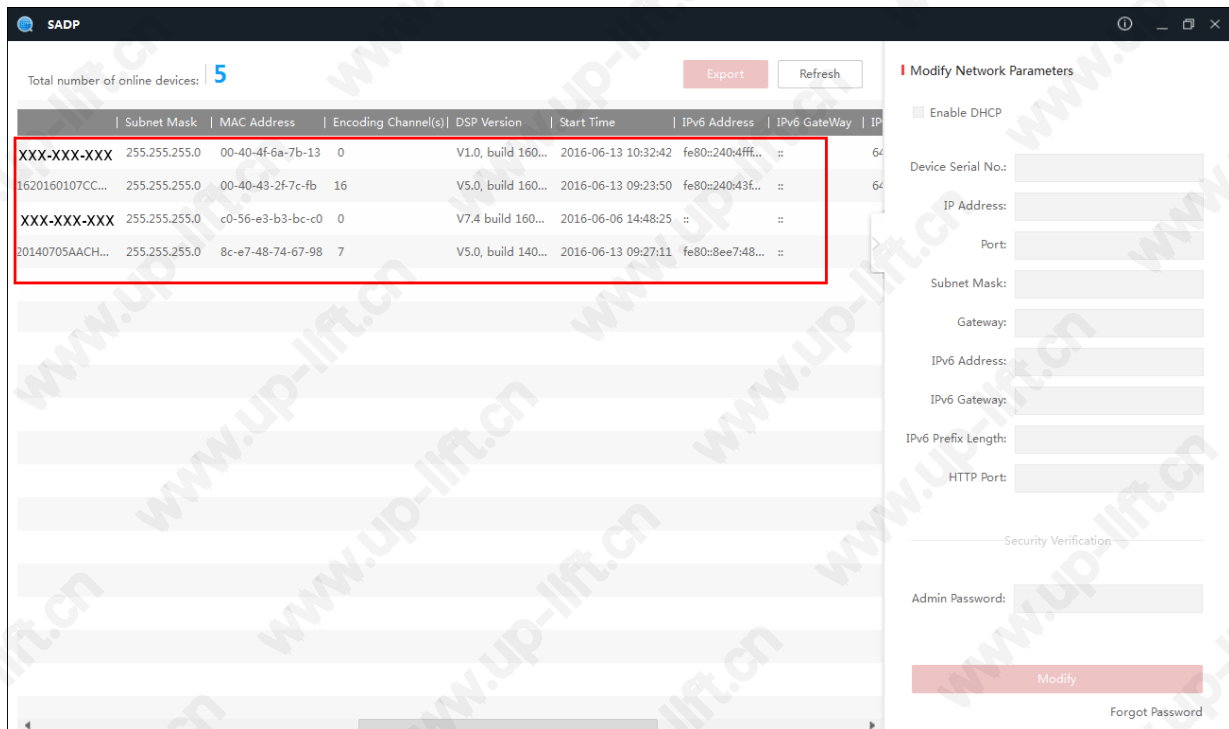 SADP
Total number of online devices: 5 Export Refresh
Subnet Mask MAC Address Encoding Channel(s) DSP Version Start Time IPv6 Address IPv6 GateWay IP
XXX-XXX-XXX 255.255.255.0 00-40-4f-6a-7b-13 0 V1.0, build 160... 2016-06-13 10:32:42 fe80::240:4fff... :: 64
1620160107CC... 255.255.255.0 00-40-43-2f-7c-fb 16 V5.0, build 160... 2016-06-13 09:23:50 fe80::240:43f... :: 64
XXX-XXX-XXX 255.255.255.0 c0-56-e3-b3-bc-c0 0 V7.4 build 160... 2016-06-06 14:48:25 :: ::
20140705AACH... 255.255.255.0 8c-e7-48-74-67-98 7 V5.0, build 140... 2016-06-13 09:27:11 fe80::8ee7:48... ::
Modify Network Parameters
Enable DHCP
Device Serial No.:
IP Address:
Port:
Subnet Mask:
Gateway:
IPv6 Address:
IPv6 Gateway:
IPv6 Prefix Length:
HTTP Port:
Security Verification
Admin Password:
Modify
Forgot Password
www.up-lift.cn